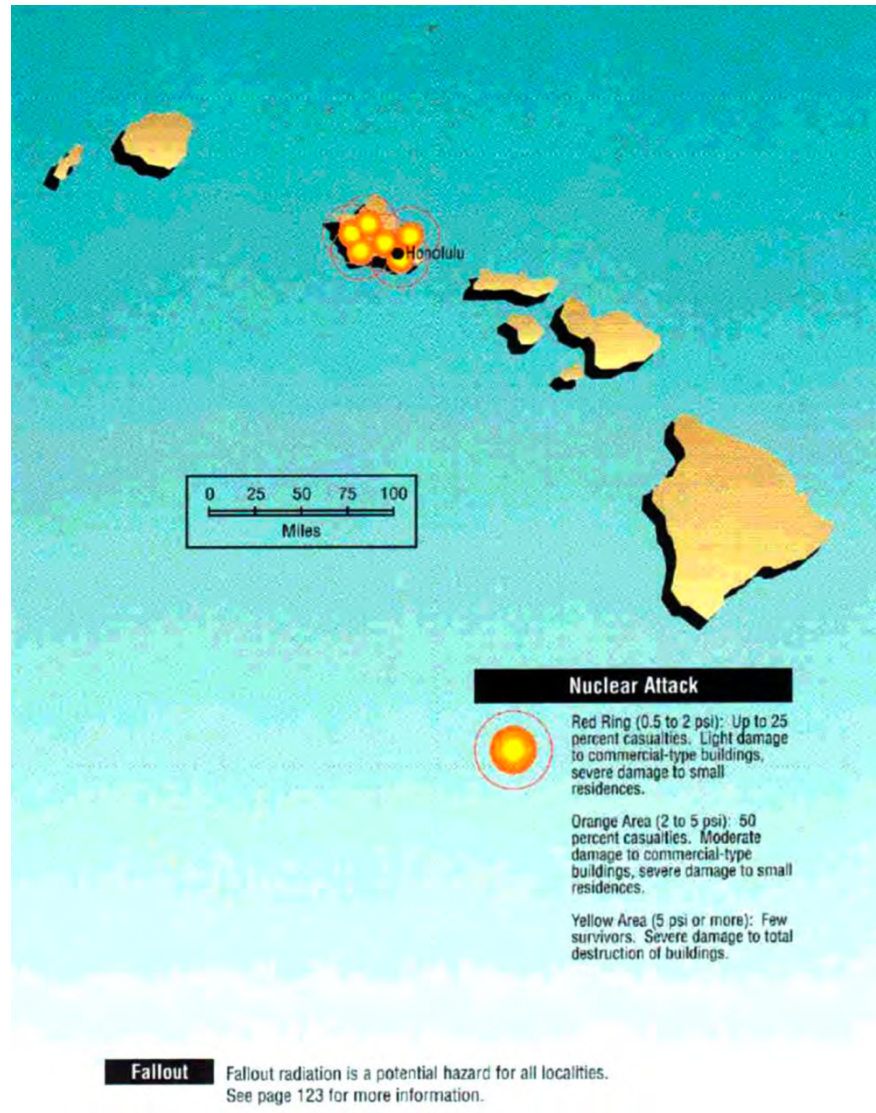 Honolulu
0 25 50 75 100
Miles
Nuclear Attack
Red Ring (0.5 to 2 psi): Up to 25
percent casualties. Light damage
to commercial-type buildings,
severe damage to small
residences.
Orange Area (2 to 5 psi): 50
percent casualties. Moderate
damage to commercial-type
buildings, severe damage to small
residences.
Yellow Area (5 psi or more): Few
survivors. Severe damage to total
destruction of buildings.
Fallout Fallout radiation is a potential hazard for all localities.
See page 123 for more information.